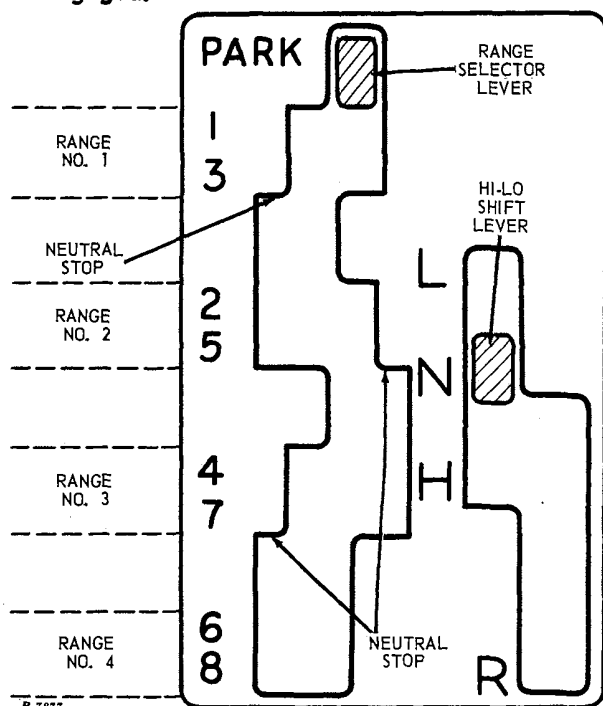 PARK
RANGE
SELECTOR
LEVER
1
3
RANGE
NO. 1
HI-LO
SHIFT
LEVER
NEUTRAL
STOP
L
2
5
RANGE
NO. 2
N
4
7
H
RANGE
NO. 3
6
8
RANGE
NO. 4
NEUTRAL
STOP
R